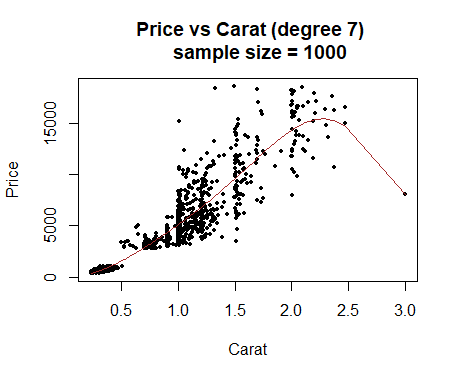 Price vs Carat (degree 7)
sample size = 1000
Price
15000
5000
0
0.5 1.0 1.5 2.0 2.5 3.0
Carat